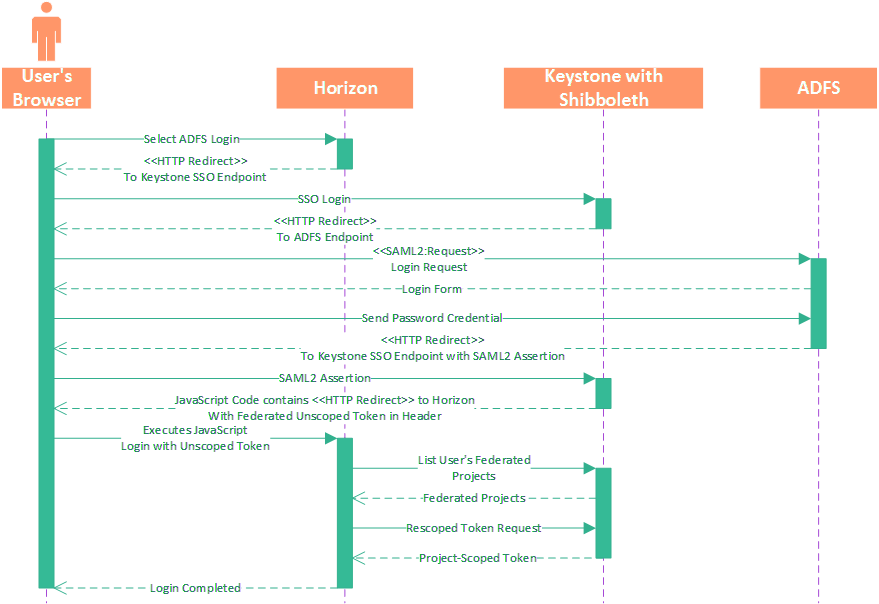 User's
Browser
Horizon
Keystone with
Shibboleth
ADFS
Select ADFS Login
<<HTTP Redirect>>
To Keystone SSO Endpoint
SSO Login
<<HTTP Redirect>>
To ADFS Endpoint
<<SAML2:Request>>
Login Request
Login Form
Send Password Credential
<<HTTP Redirect>>
To Keystone SSO Endpoint with SAML2 Assertion
SAML2 Assertion
JavaScript Code contains <<HTTP Redirect>> to Horizon
With Federated Unscoped Token in Header
Executes JavaScript
Login with Unscoped Token
List User's Federated
Projects
Federated Projects
Rescoped Token Request
Project-Scoped Token
Login Completed